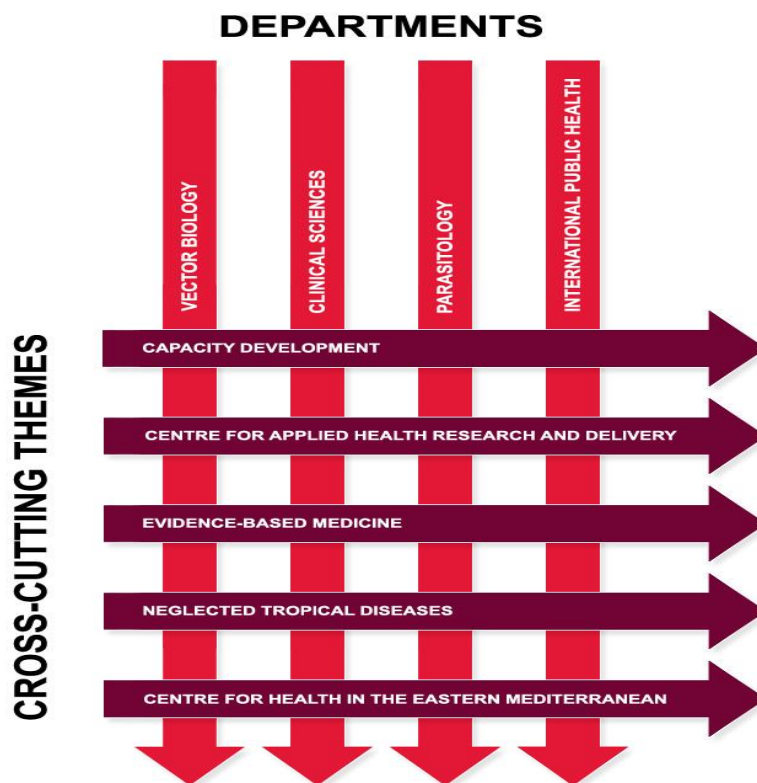 DEPARTMENTS
VECTOR BIOLOGY
CLINICAL SCIENCES
PARASITOLOGY
INTERNATIONAL PUBLIC HEALTH
CROSS-CUTTING THEMES
CAPACITY DEVELOPMENT
CENTRE FOR APPLIED HEALTH RESEARCH AND DELIVERY
EVIDENCE-BASED MEDICINE
NEGLECTED TROPICAL DISEASES
CENTRE FOR HEALTH IN THE EASTERN MEDITERRANEAN